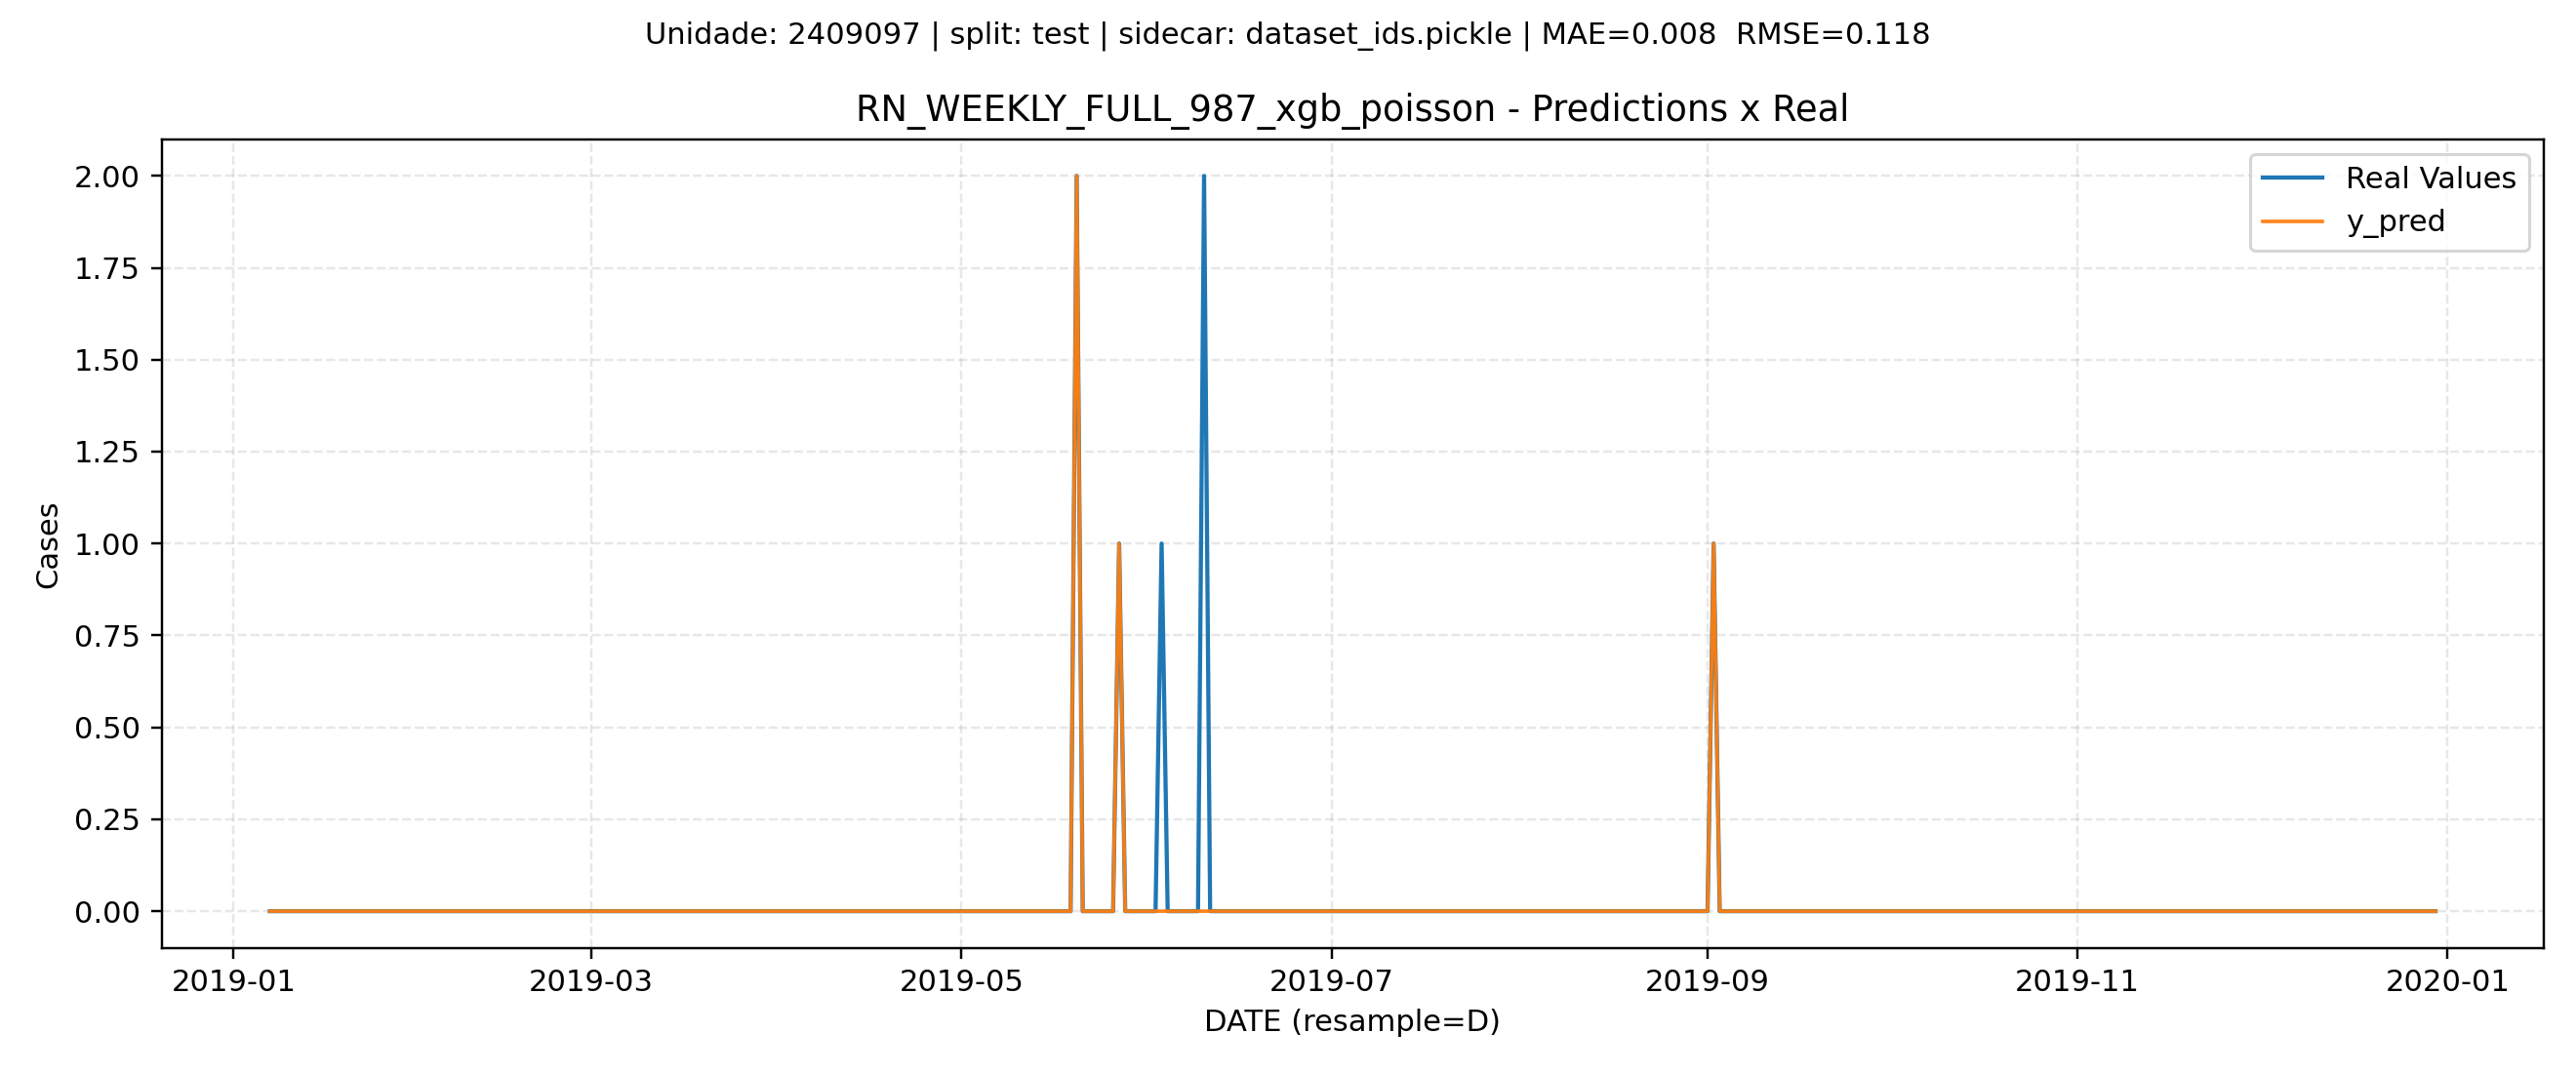 Unidade: 2409097 | split: test | sidecar: dataset_ids.pickle | MAE=0.008  RMSE=0.118
RN_WEEKLY_FULL_987_xgb_poisson - Predictions x Real
Real Values
y_pred
Cases
2.00
1.75
1.50
1.25
1.00
0.75
0.50
0.25
0.00
2019-01 2019-03 2019-05 2019-07 2019-09 2019-11 2020-01
DATE (resample=D)